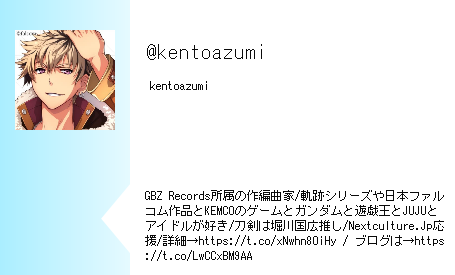 @kentoazumi
kentoazumi
GBZ Records所属の作編曲家/軌跡シリーズや日本ファル
コム作品とKEMCOのゲームとガンダムと遊戯王とJUJUと
アイドルが好き/刀剣は堀川国広推し/Nextculture.Jp応
援/詳細→https://t.co/xNwhn8OiHy / ブログは→https
://t.co/LwCCxBM9AA